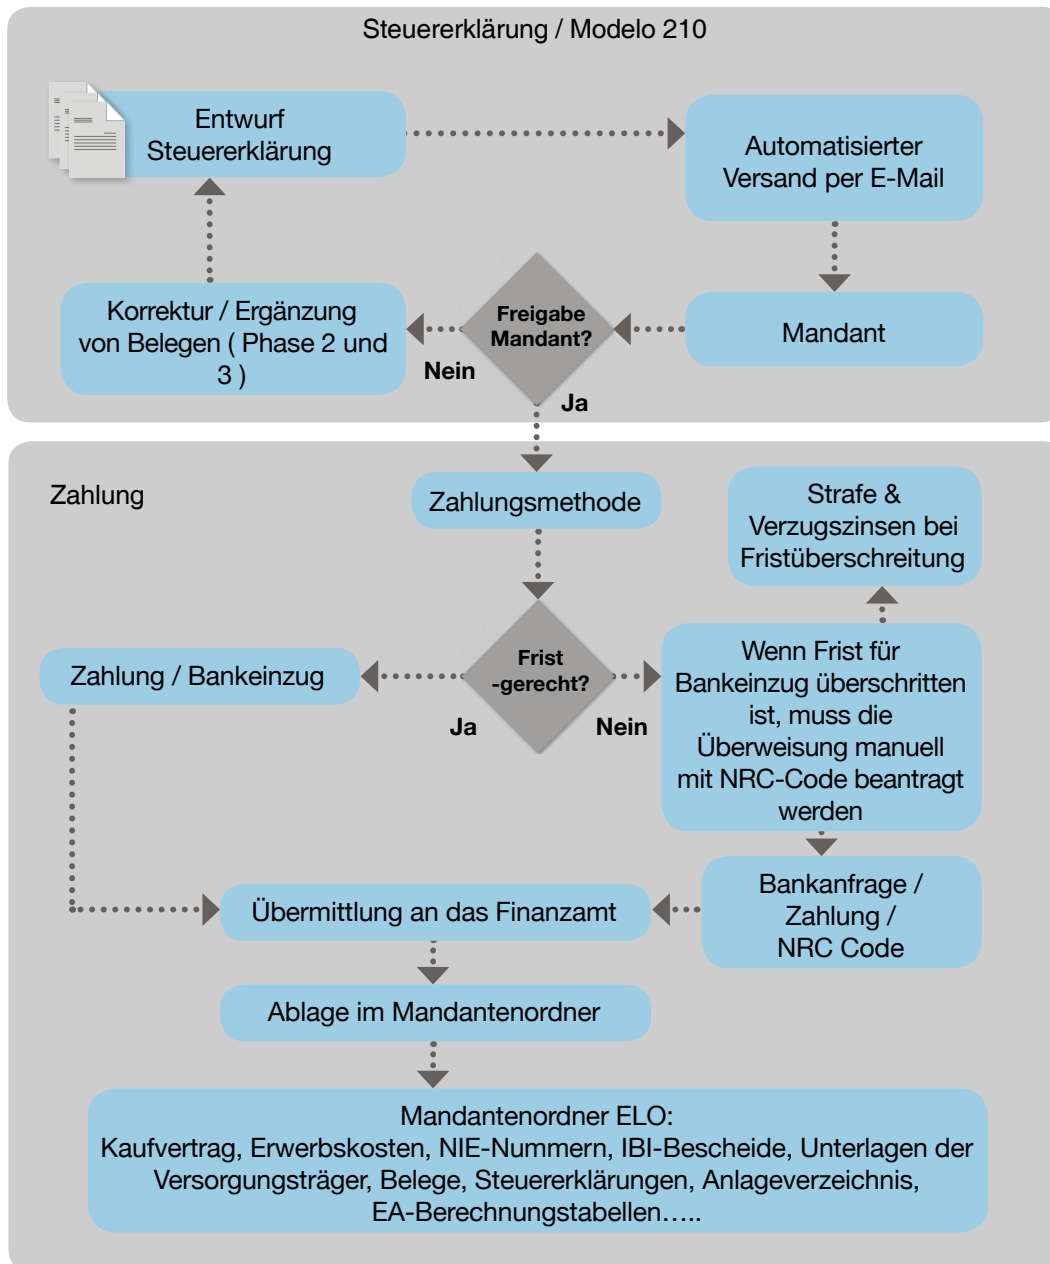 Steuererklärung / Modelo 210
Entwurf
Steuererklärung
Automatisierter
Versand per E-Mail
Mandant
Freigabe
Mandant?
Nein
Ja
Korrektur / Ergänzung
von Belegen ( Phase 2 und
3 )
Zahlung
Zahlungsmethode
Strafe &
Verzugszinsen bei
Fristüberschreitung
Frist
-gerecht?
Ja
Nein
Zahlung / Bankeinzug
Wenn Frist für
Bankeinzug überschritten
ist, muss die
Überweisung manuell
mit NRC-Code beantragt
werden
Bankanfrage /
Zahlung /
NRC Code
Übermittlung an das Finanzamt
Ablage im Mandantenordner
Mandantenordner ELO:
Kaufvertrag, Erwerbskosten, NIE-Nummern, IBI-Bescheide, Unterlagen der
Versorgungsträger, Belege, Steuererklärungen, Anlageverzeichnis,
EA-Berechnungstabellen…..